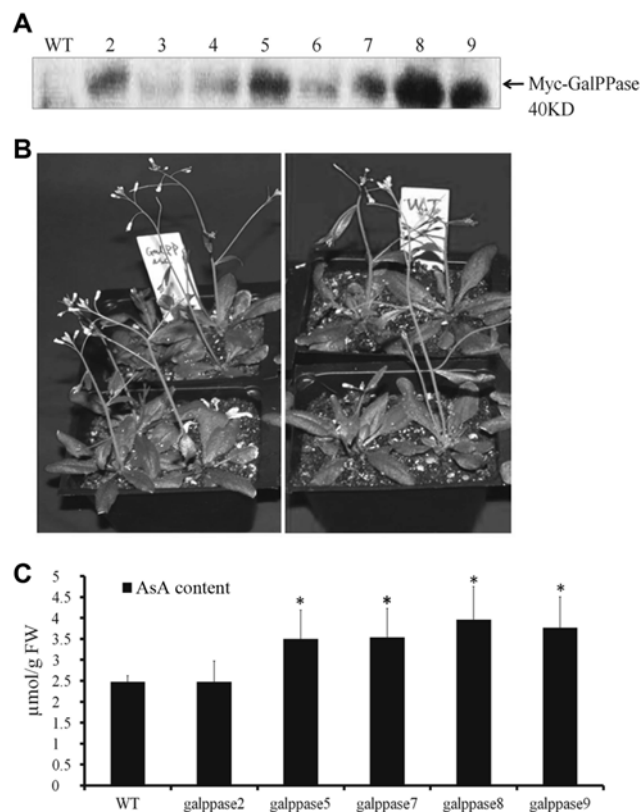 A
WT 2 3 4 5 6 7 8 9
Myc-GalPPase
40KD
B
WT
C
AsA content
µmol/g FW
5
4.5
4
3.5
3
2.5
2
1.5
1
0.5
0
* * * *
WT galppase2 galppase5 galppase7 galppase8 galppase9